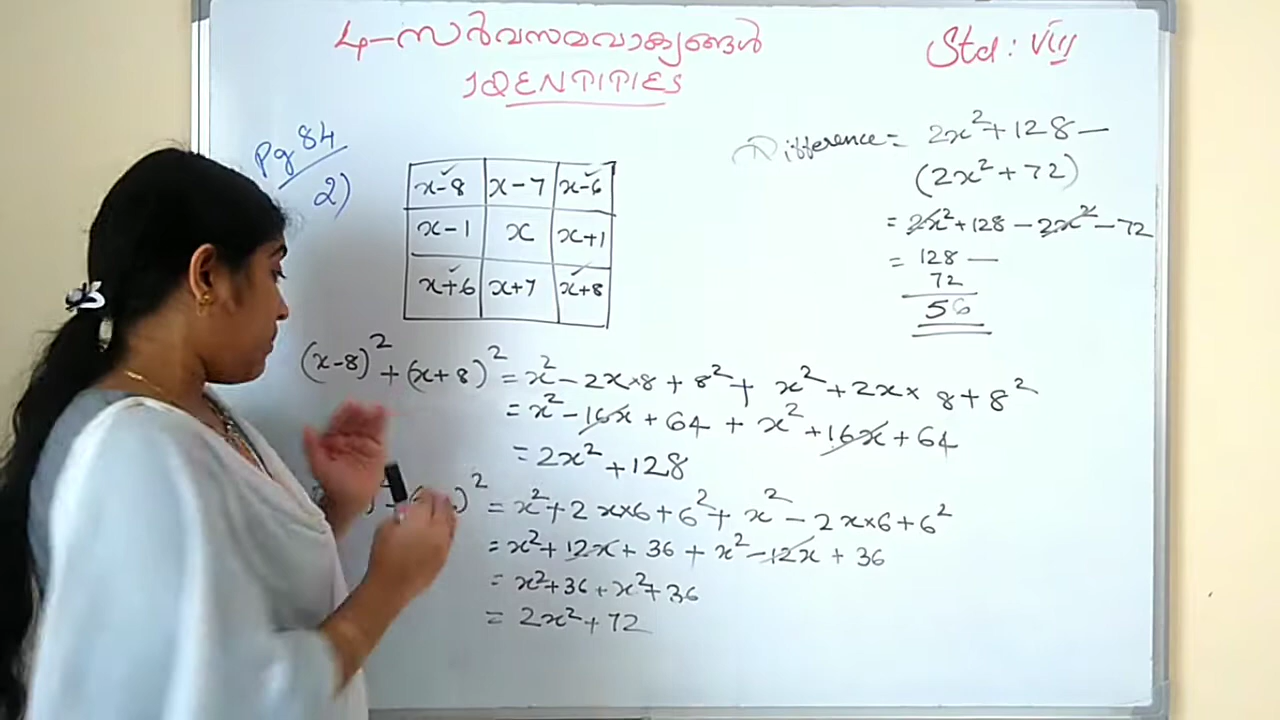 4-സർവസമവാക്യങ്ങൾ
IDENTITIES
Std: VIII
Pg 84
2)
x-8 x-7 x-6
x-1 x x+1
x+6 x+7 x+8
Difference = 2x²+128-
(2x²+72)
= 2x²+128-2x²-72
= 128-
72
56
(x-8)²+(x+8)² = x²-2x×8+8²+x²+2x×8+8²
= x²-16x+64+x²+16x+64
= 2x²+128
)² = x²+2x×6+6²+x²-2x×6+6²
= x²+12x+36+x²-12x+36
= x²+36+x²+36
= 2x²+72